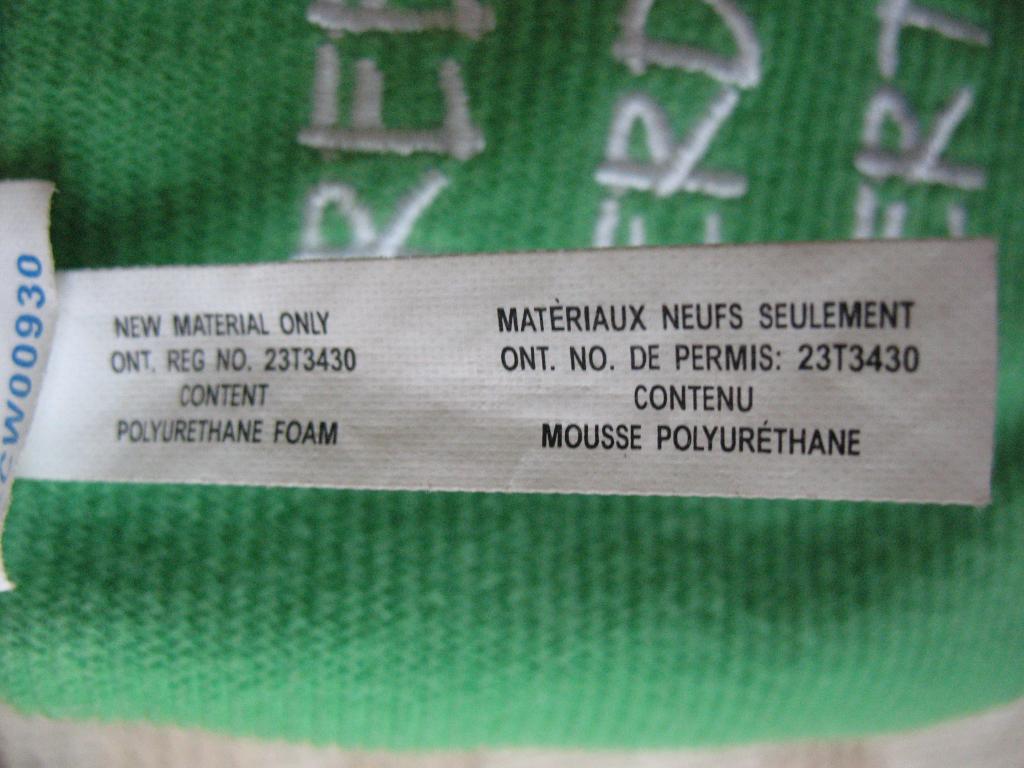 NEW MATERIAL ONLY
ONT. REG NO. 23T3430
CONTENT
POLYURETHANE FOAM
MATÈRIAUX NEUFS SEULEMENT
ONT. NO. DE PERMIS: 23T3430
CONTENU
MOUSSE POLYURÉTHANE
W00930